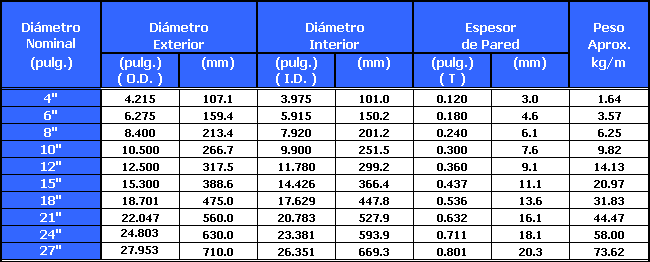 Diámetro Nominal (pulg.) Diámetro Exterior Diámetro Interior Espesor de Pared Peso Aprox. kg/m
(pulg.) ( O.D. ) (mm) (pulg.) ( I.D. ) (mm) (pulg.) ( T ) (mm)
4" 4.215 107.1 3.975 101.0 0.120 3.0 1.64
6" 6.275 159.4 5.915 150.2 0.180 4.6 3.57
8" 8.400 213.4 7.920 201.2 0.240 6.1 6.25
10" 10.500 266.7 9.900 251.5 0.300 7.6 9.82
12" 12.500 317.5 11.780 299.2 0.360 9.1 14.13
15" 15.300 388.6 14.426 366.4 0.437 11.1 20.97
18" 18.701 475.0 17.629 447.8 0.536 13.6 31.83
21" 22.047 560.0 20.783 527.9 0.632 16.1 44.47
24" 24.803 630.0 23.381 593.9 0.711 18.1 58.00
27" 27.953 710.0 26.351 669.3 0.801 20.3 73.62